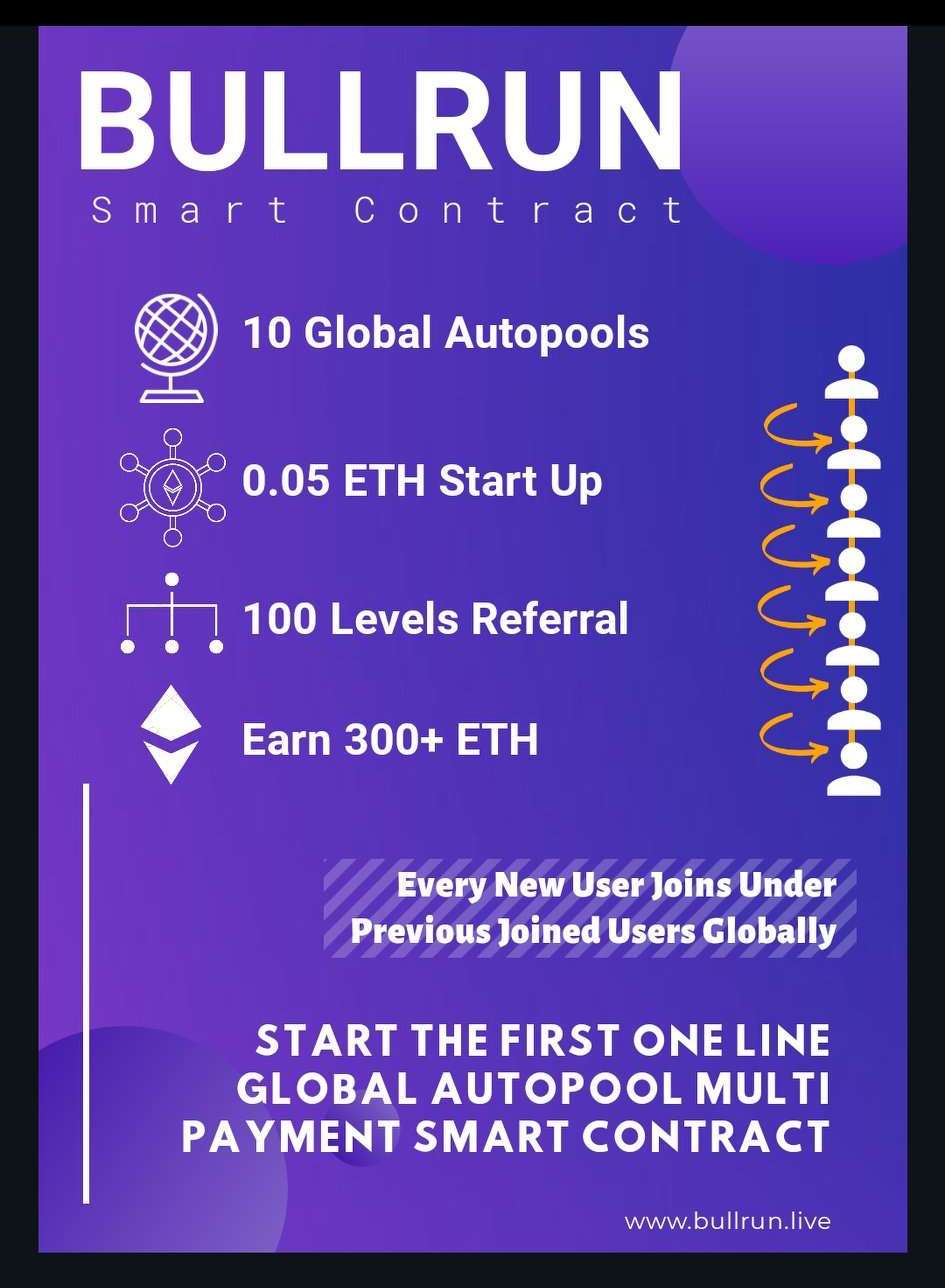 BULLRUN
Smart Contract
10 Global Autopools
0.05 ETH Start Up
100 Levels Referral
Earn 300+ ETH
Every New User Joins Under
Previous Joined Users Globally
START THE FIRST ONE LINE
GLOBAL AUTOPOOL MULTI
PAYMENT SMART CONTRACT
www.bullrun.live